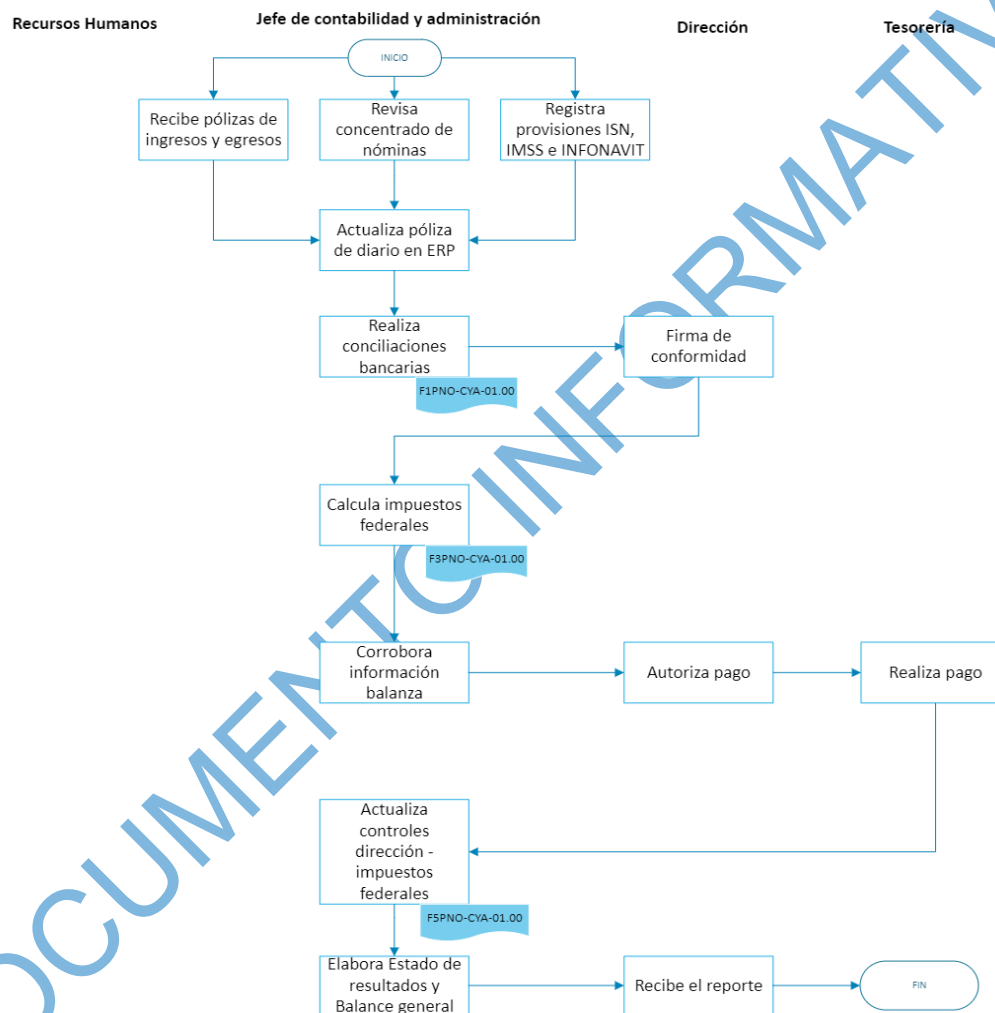 Recursos Humanos
Jefe de contabilidad y administración
Dirección
Tesorería
INICIO
Recibe pólizas de
ingresos y egresos
Revisa
concentrado de
nóminas
Registra
provisiones ISN,
IMSS e INFONAVIT
Actualiza póliza
de diario en ERP
Realiza
conciliaciones
bancarias
F1PNO-CYA-01.00
Firma de
conformidad
Calcula impuestos
federales
F3PNO-CYA-01.00
Corrobora
información
balanza
Autoriza pago
Realiza pago
Actualiza
controles
dirección -
impuestos
federales
F5PNO-CYA-01.00
Elabora Estado de
resultados y
Balance general
Recibe el reporte
FIN
OCUMENTO INFORMATIV